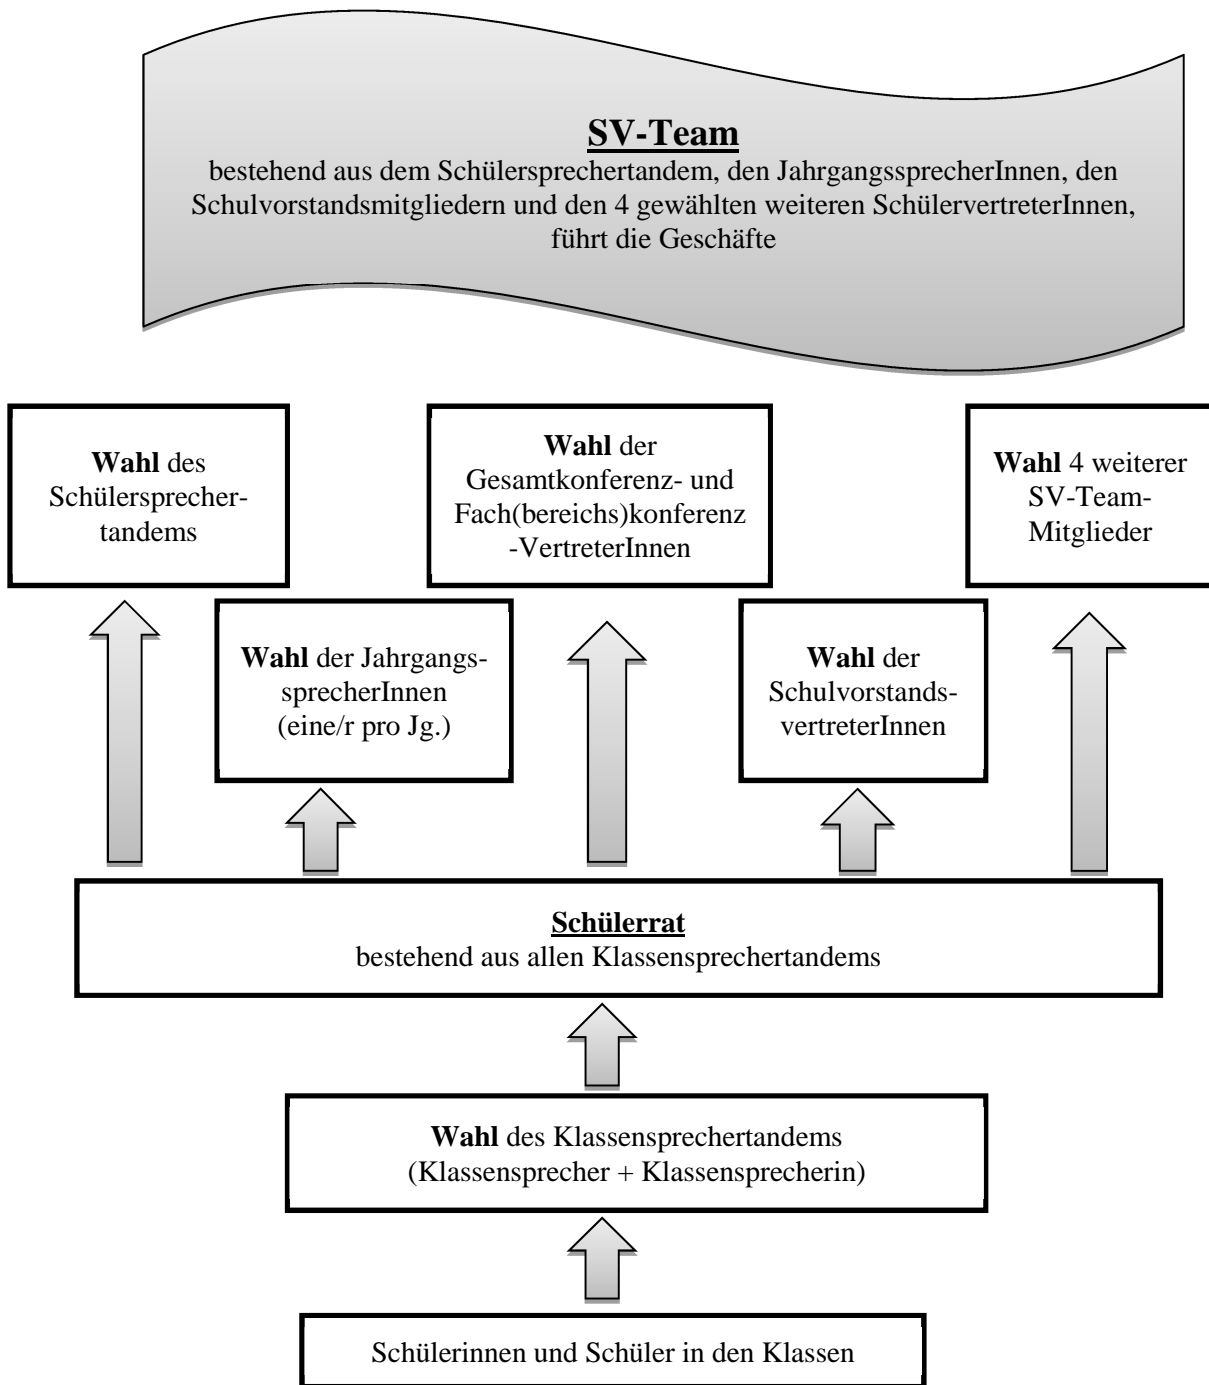 SV-Team
bestehend aus dem Schülersprechertandem, den JahrgangssprecherInnen, den
Schulvorstandsmitgliedern und den 4 gewählten weiteren SchülervertreterInnen,
führt die Geschäfte
Wahl des
Schülersprecher-
tandems
Wahl der
Gesamtkonferenz- und
Fach(bereichs)konferenz
-VertreterInnen
Wahl 4 weiterer
SV-Team-
Mitglieder
Wahl der Jahrgangs-
sprecherInnen
(eine/r pro Jg.)
Wahl der
Schulvorstands-
vertreterInnen
Schülerrat
bestehend aus allen Klassensprechertandems
Wahl des Klassensprechertandems
(Klassensprecher + Klassensprecherin)
Schülerinnen und Schüler in den Klassen